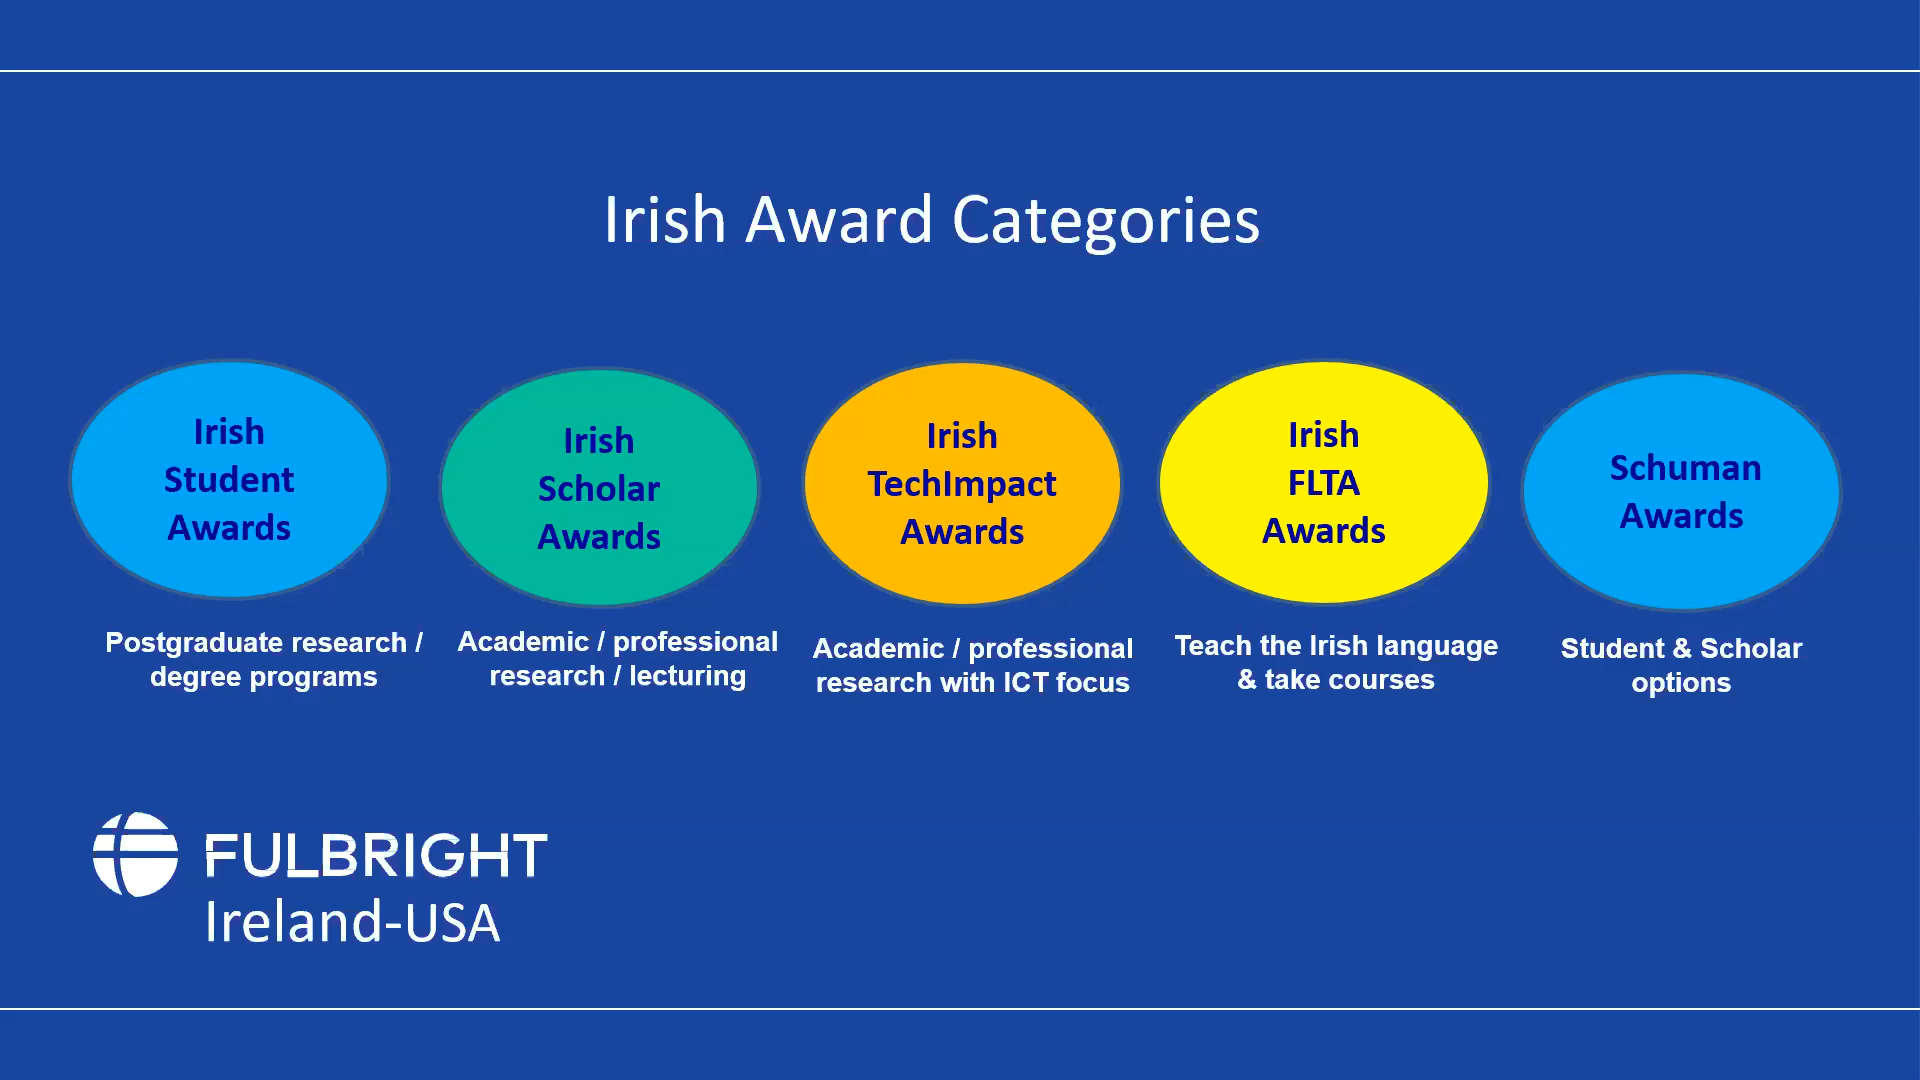 Irish Award Categories
Irish
Student
Awards
Postgraduate research /
degree programs
Irish
Scholar
Awards
Academic / professional
research / lecturing
Irish
TechImpact
Awards
Academic / professional
research with ICT focus
Irish
FLTA
Awards
Teach the Irish language
& take courses
Schuman
Awards
Student & Scholar
options
FULBRIGHT
Ireland-USA